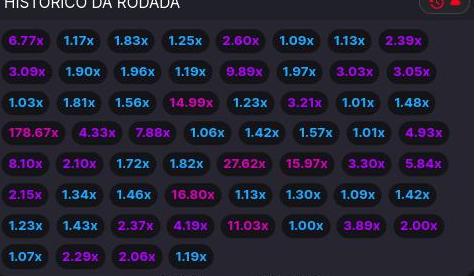 HISTÓRICO DA RODADA
6.77x 1.17x 1.83x 1.25x 2.60x 1.09x 1.13x 2.39x
3.09x 1.90x 1.96x 1.19x 9.89x 1.97x 3.03x 3.05x
1.03x 1.81x 1.56x 14.99x 1.23x 3.21x 1.01x 1.48x
178.67x 4.33x 7.88x 1.06x 1.42x 1.57x 1.01x 4.93x
8.10x 2.10x 1.72x 1.82x 27.62x 15.97x 3.30x 5.84x
2.15x 1.34x 1.46x 16.80x 1.13x 1.30x 1.09x 1.42x
1.23x 1.43x 2.37x 4.19x 11.03x 1.00x 3.89x 2.00x
1.07x 2.29x 2.06x 1.19x